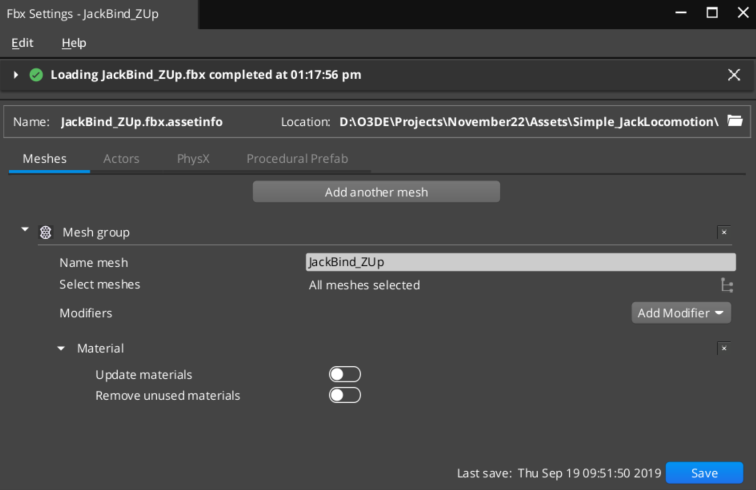 Fbx Settings - JackBind_ZUp
Edit Help
Loading JackBind_ZUp.fbx completed at 01:17:56 pm
Name: JackBind_ZUp.fbx.assetinfo Location: D:\O3DE\Projects\November22\Assets\Simple_JackLocomotion\
Meshes Actors PhysX Procedural Prefab
Add another mesh
Mesh group
Name mesh JackBind_ZUp
Select meshes All meshes selected
Modifiers Add Modifier
Material
Update materials
Remove unused materials
Last save: Thu Sep 19 09:51:50 2019 Save